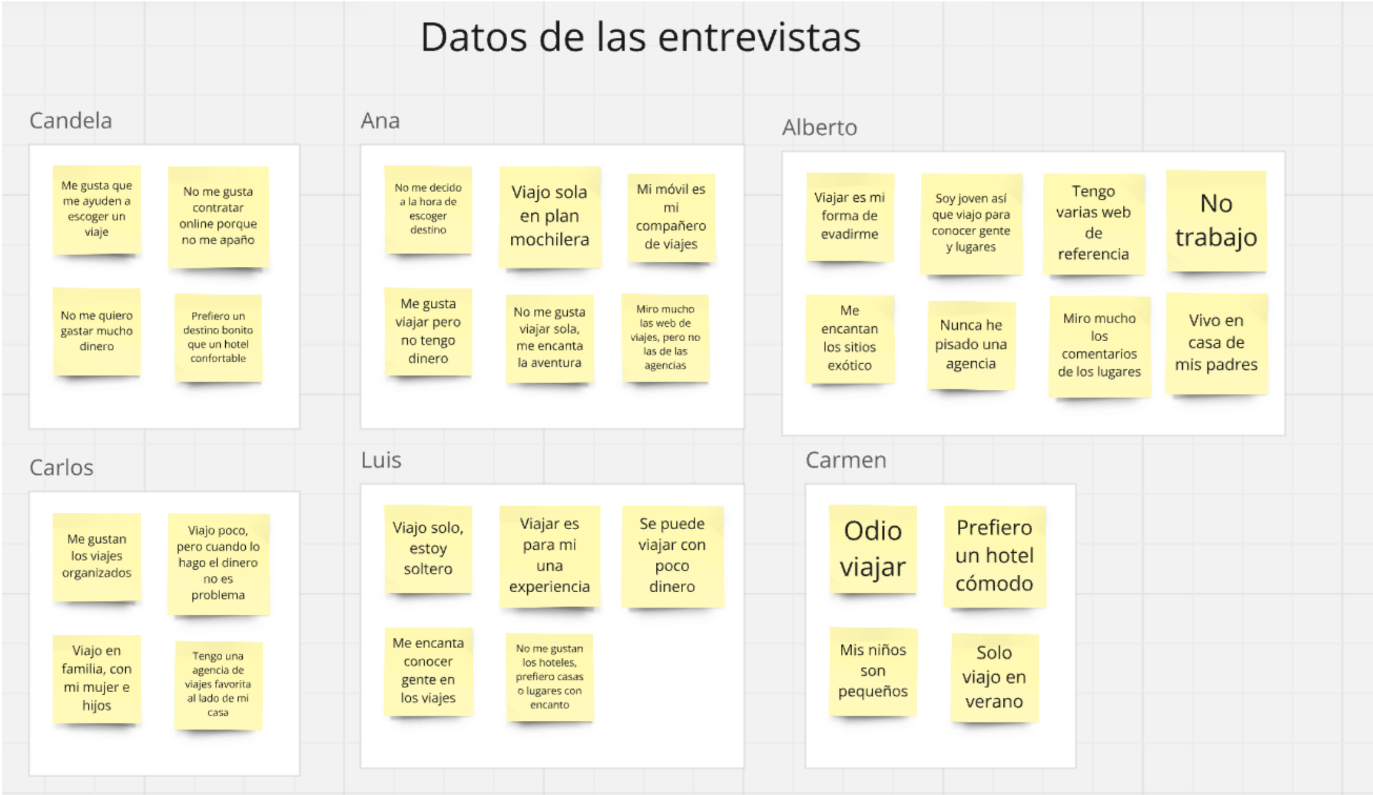 Datos de las entrevistas
Candela
Me gusta que
me ayuden a
escoger un
viaje
No me gusta
contratar
online porque
no me apaño
No me quiero
gastar mucho
dinero
Prefiero un
destino bonito
que un hotel
confortable
Ana
No me decido
a la hora de
escoger
destino
Viajo sola
en plan
mochilera
Mi móvil es
mi
compañero
de viajes
Me gusta
viajar pero
no tengo
dinero
No me gusta
viajar sola,
me encanta
la aventura
Miro mucho
las web de
viajes, pero no
las de las
agencias
Alberto
Viajar es mi
forma de
evadirme
Soy joven así
que viajo para
conocer gente
y lugares
Tengo
varias web
de
referencia
No
trabajo
Me
encantan
los sitios
exótico
Nunca he
pisado una
agencia
Miro mucho
los
comentarios
de los lugares
Vivo en
casa de
mis padres
Carlos
Me gustan
los viajes
organizados
Viajo poco,
pero cuando lo
hago el dinero
no es
problema
Viajo en
familia, con
mi mujer e
hijos
Tengo una
agencia de
viajes favorita
al lado de mi
casa
Luis
Viajo solo,
estoy
soltero
Viajar es
para mi
una
experiencia
Se puede
viajar con
poco
dinero
Me encanta
conocer
gente en
los viajes
No me gustan
los hoteles,
prefiero casas
o lugares con
encanto
Carmen
Odio
viajar
Prefiero
un hotel
cómodo
Mis niños
son
pequeños
Solo
viajo en
verano